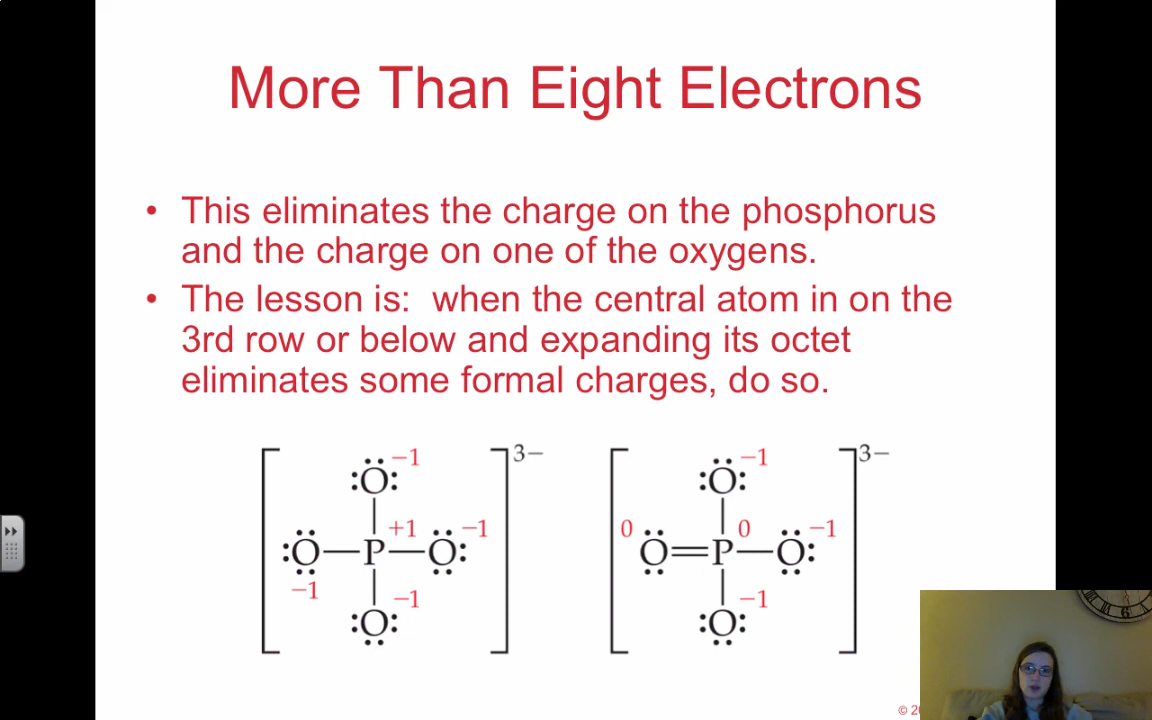 More Than Eight Electrons
• This eliminates the charge on the phosphorus
and the charge on one of the oxygens.
• The lesson is: when the central atom in on the
3rd row or below and expanding its octet
eliminates some formal charges, do so.
:Ö: −1 3−
:Ö—P—Ö: +1 −1
−1
:O: −1
:Ö: −1 3−
0 Ö=P—Ö: 0 −1
:O: −1
©
6